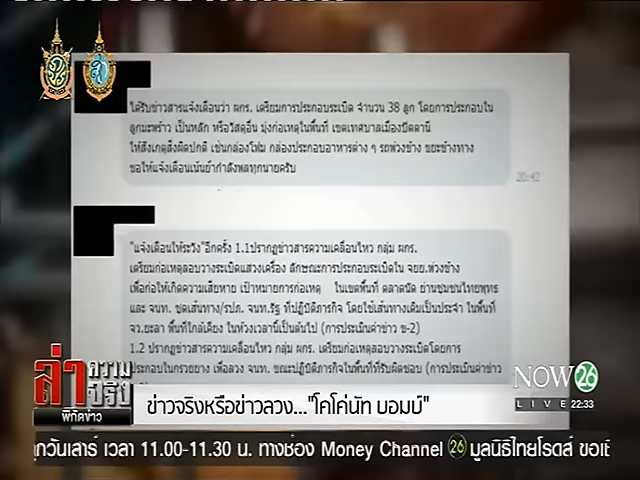 ได้รับข่าวสารแจ้งเตือนว่า ผกร. เตรียมการประกอบระเบิด จำนวน 38 ลูก โดยการประกอบใน
ลูกมะพร้าว เป็นหลัก หรือวัสดุอื่น มุ่งก่อเหตุในพื้นที่ เขตเทศบาลเมืองปัตตานี
ให้สังเกตุสิ่งผิดปกติ เช่นกล่องโฟม กล่องประกอบอาหารต่าง ๆ รถพ่วงข้าง ขยะข้างทาง
ขอให้แจ้งเตือนเน้นย้ำกำลังพลทุกนายครับ
20:42
"แจ้งเตือนให้ระวัง"อีกครั้ง 1.1ปรากฏข่าวสารความเคลื่อนไหว กลุ่ม ผกร.
เตรียมก่อเหตุลอบวางระเบิดแสวงเครื่อง ลักษณะการประกอบระเบิดใน จยย.พ่วงข้าง
เพื่อก่อให้เกิดความเสียหาย เป้าหมายการก่อเหตุ ในเขตพื้นที่ ตลาดนัด ย่านชุมชนไทยพุทธ
และ จนท. ชุดเส้นทาง/รปภ. จนท.รัฐ ที่ปฏิบัติภารกิจ โดยใช้เส้นทางเดิมเป็นประจำ ในพื้นที่
จว.ยะลา พื้นที่ใกล้เคียง ในห้วงเวลานี้เป็นต้นไป (การประเมินค่าข่าว ข-2)
1.2 ปรากฏข่าวสารความเคลื่อนไหว กลุ่ม ผกร. เตรียมก่อเหตุลอบวางระเบิดโดยการ
ประกอบในกรวยยาง เพื่อลวง จนท. ขณะปฏิบัติภารกิจในพื้นที่ที่รับผิดชอบ (การประเมินค่าข่าว
ล่าความจริง
พิกัดข่าว
ข่าวจริงหรือข่าวลวง..."โคโค่นัท บอมบ์"
NOW 26
LIVE 22:33
ทุกวันเสาร์ เวลา 11.00-11.30 น. ทางช่อง Money Channel 26 มูลนิธิไทยโรดส์ ขอเ